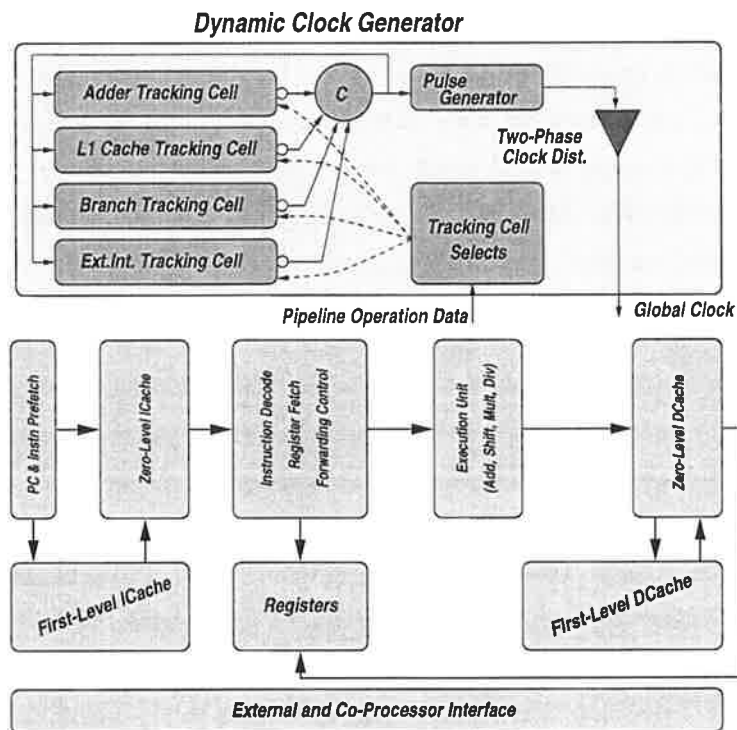 Dynamic Clock Generator
Adder Tracking Cell
C
Pulse
Generator
L1 Cache Tracking Cell
Two-Phase
Clock Dist.
Branch Tracking Cell
Tracking Cell
Selects
Ext.Int. Tracking Cell
Pipeline Operation Data
Global Clock
PC & Instn Prefetch
Zero-Level ICache
Instruction Decode
Register Fetch
Forwarding Control
Execution Unit
(Add, Shift, Mult, Div)
Zero-Level DCache
First-Level ICache
Registers
First-Level DCache
External and Co-Processor Interface